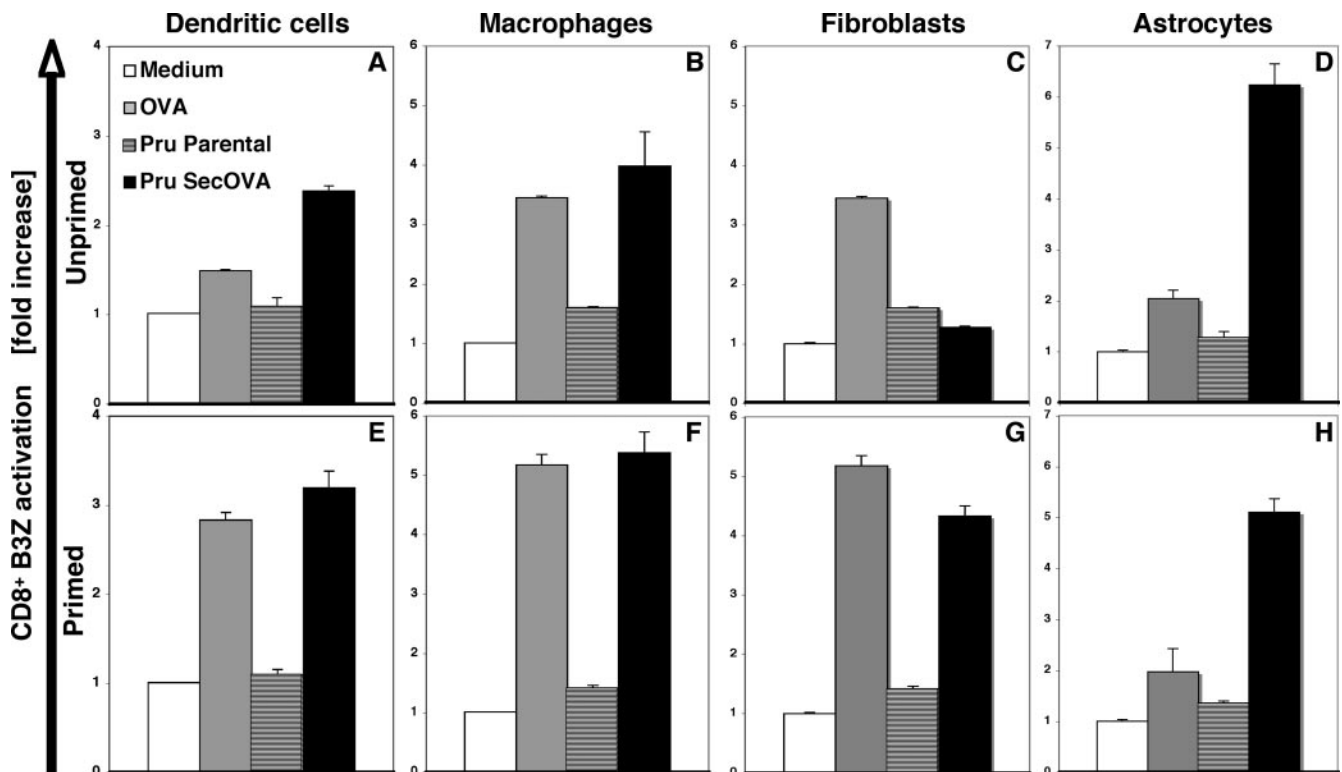 Dendritic cells
Macrophages
Fibroblasts
Astrocytes
CD8+ B3Z activation [fold increase]
Unprimed
Primed
A
4
3
2
1
0
Medium
OVA
Pru Parental
Pru SecOVA
B
6
5
4
3
2
1
0
C
6
5
4
3
2
1
0
D
7
6
5
4
3
2
1
0
E
4
3
2
1
0
F
6
5
4
3
2
1
0
G
6
5
4
3
2
1
0
H
7
6
5
4
3
2
1
0